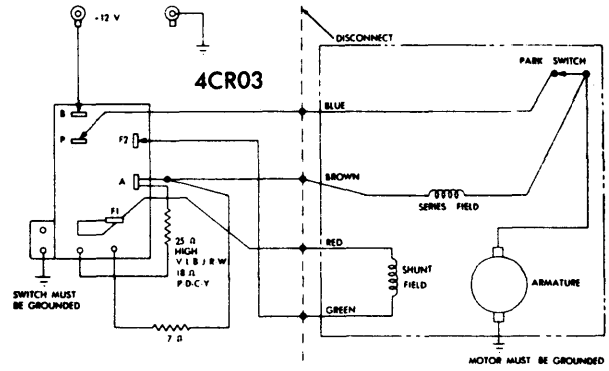 -12 V
DISCONNECT
4CR03
PARK SWITCH
B
P
F2
A
F1
BLUE
BROWN
SERIES FIELD
RED
25 Ω
HIGH
V L B J R W
18 Ω
P-D-C-Y
SHUNT
FIELD
ARMATURE
SWITCH MUST
BE GROUNDED
GREEN
7 Ω
MOTOR MUST BE GROUNDED